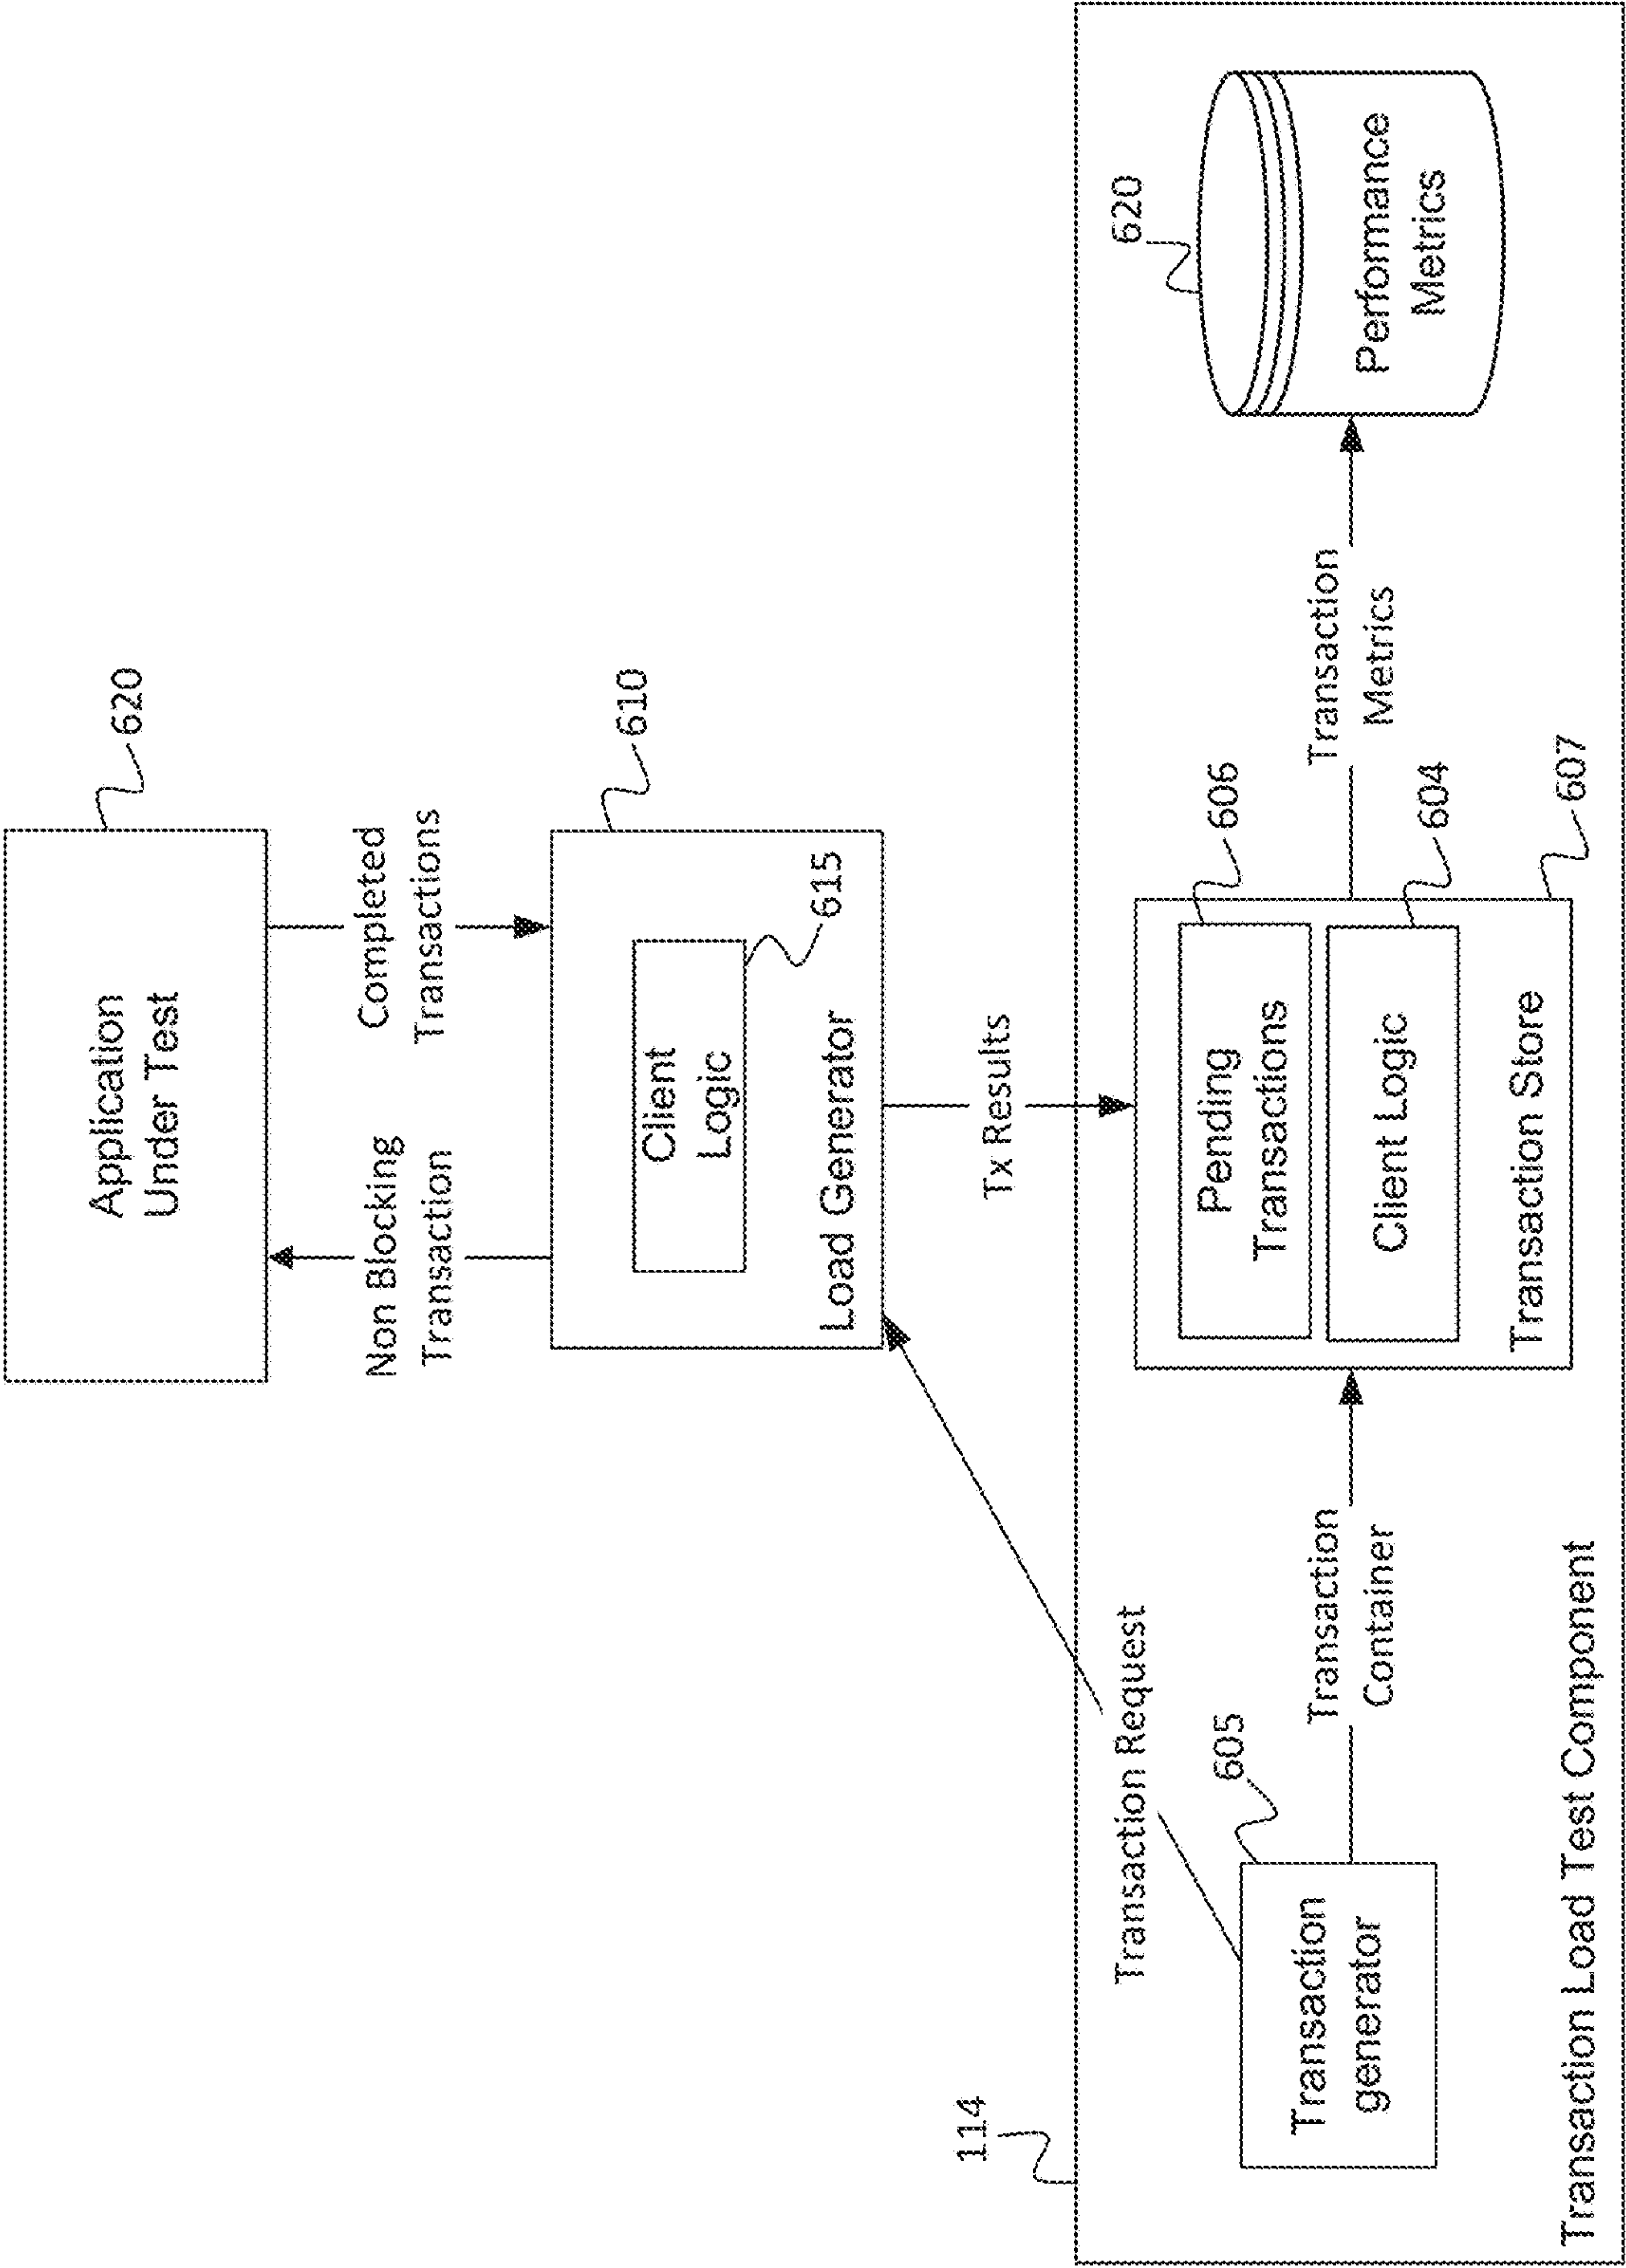 Application
Under Test
620
Non Blocking
Transaction
Completed
Transactions
Client
Logic
615
Load Generator
610
Tx Results
114
Transaction Request
Transaction
generator
605
Transaction
Container
Pending
Transactions
606
Client Logic
604
Transaction Store
607
Transaction
Metrics
620
Performance
Metrics
Transaction Load Test Component